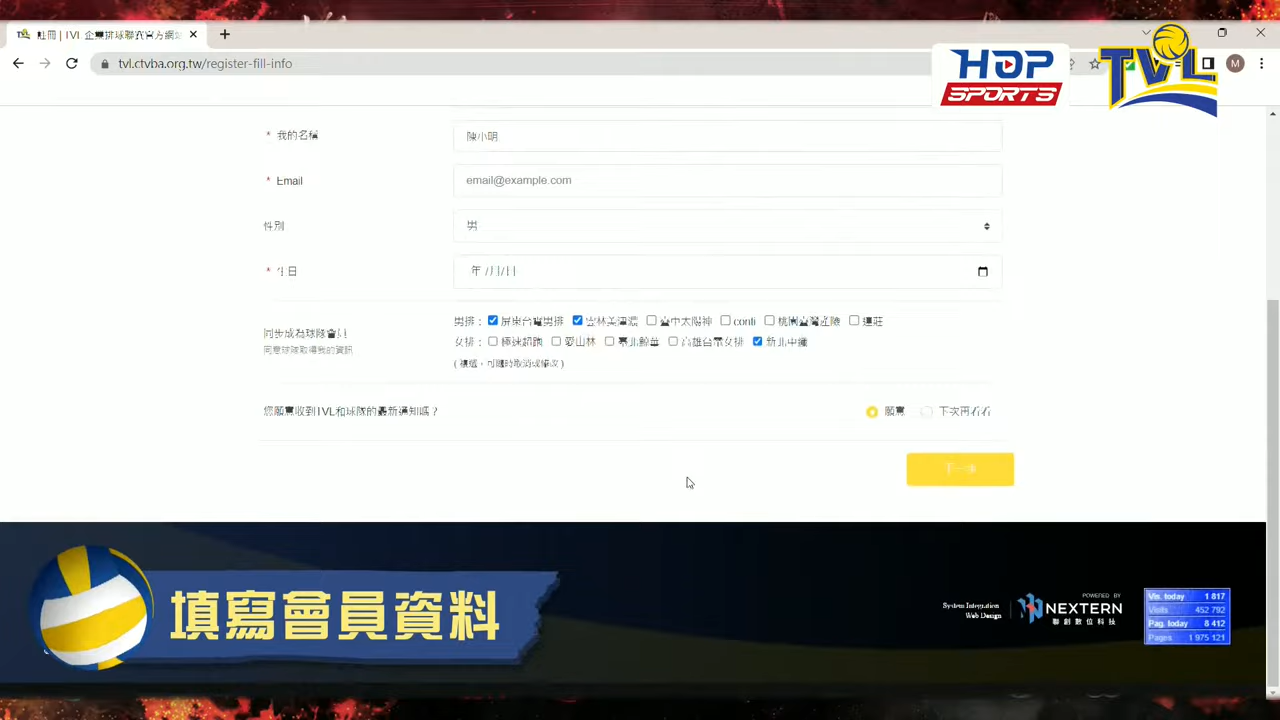 註冊 | TVL 企業排球聯賽官方網站
tvl.ctvba.org.tw/register-fill-info
M
HOP
SPORTS
TVL
* 我的名稱
陳小明
* Email
email@example.com
性別
男
* 生日
年 /月/日
同步成為球隊會員
同意球隊取得我的資訊
男排： 屏東台電男排 雲林美津濃 臺中太陽神 conti 桃園臺灣產險 連莊
女排： 極速超跑 愛山林 臺北鯨華 高雄台電女排 新北中纖
( 複選，可隨時取消或修改 )
您願意收到TVL和球隊的最新通知嗎？
願意 下次再看看
下一步
填寫會員資料
System Integration
Web Design
POWERED BY
NEXTERN
聯創數位科技
Vis. today 1 817
Visits 452 792
Pag. today 8 412
Pages 1 975 121